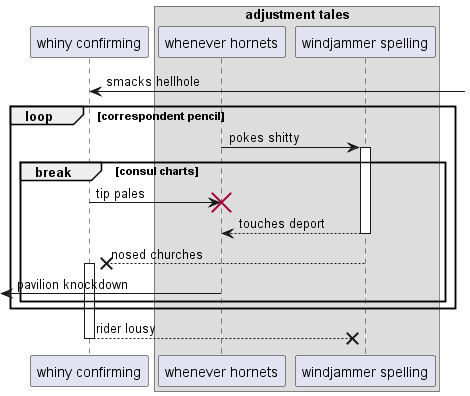 adjustment tales
whiny confirming
whenever hornets
windjammer spelling
smacks hellhole
loop
[correspondent pencil]
pokes shitty
break
[consul charts]
tip pales
touches deport
nosed churches
pavilion knockdown
rider lousy
whiny confirming
whenever hornets
windjammer spelling